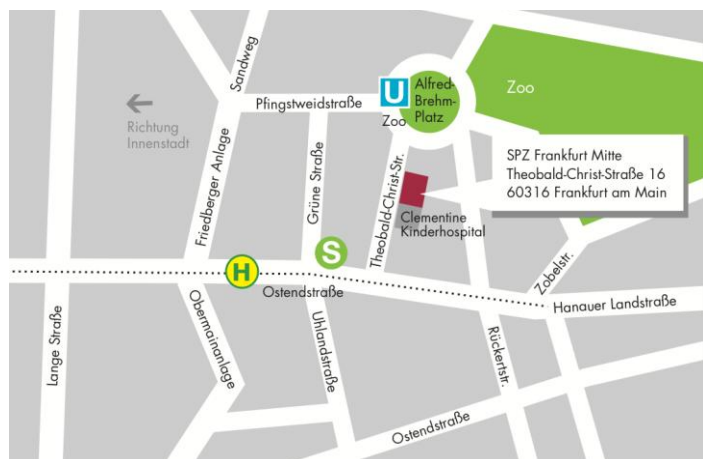 Sandweg
Zoo
U
Alfred-
Brehm-
Platz
Pfingstweidstraße
Zoo
Richtung
Innenstadt
Friedberger Anlage
Grüne Straße
Theobald-Christ-Str.
SPZ Frankfurt Mitte
Theobald-Christ-Straße 16
60316 Frankfurt am Main
Clementine
Kinderhospital
S
H
Ostendstraße
Zobelstr.
Hanauer Landstraße
Lange Straße
Obermainanlage
Uhlandstraße
Rückertstr.
Ostendstraße